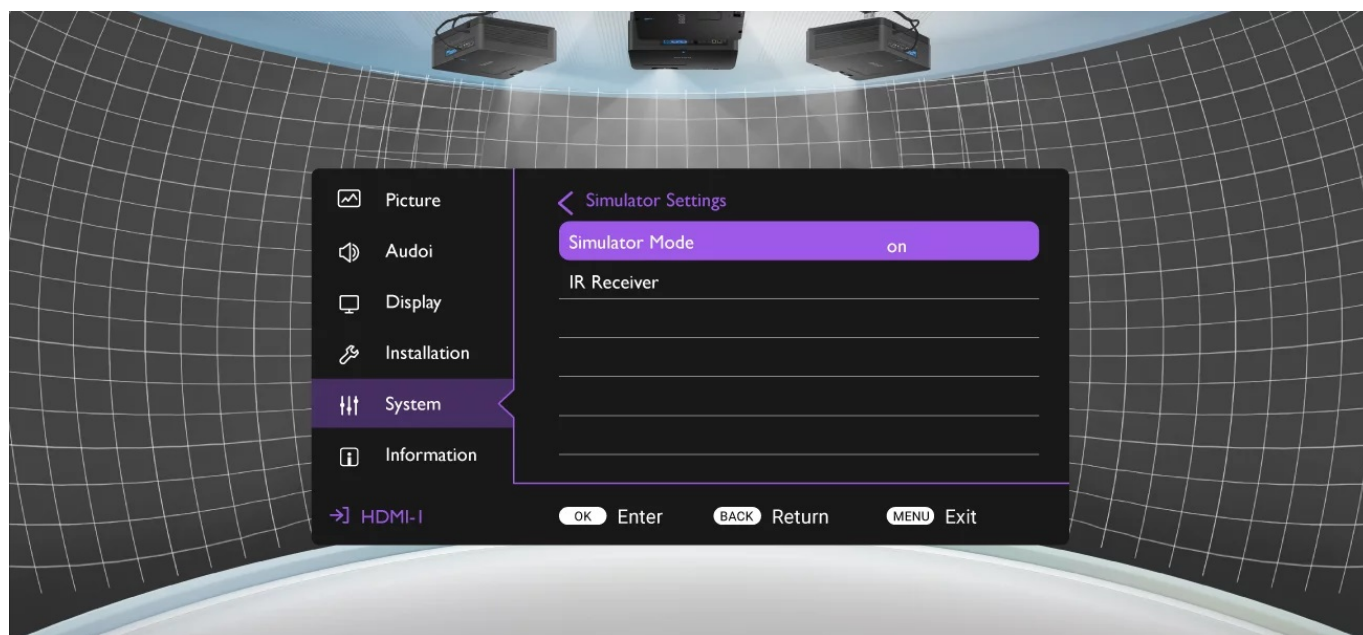 Picture
Audoi
Display
Installation
System
Information
HDMI-1
Simulator Settings
Simulator Mode on
IR Receiver
OK Enter BACK Return MENU Exit